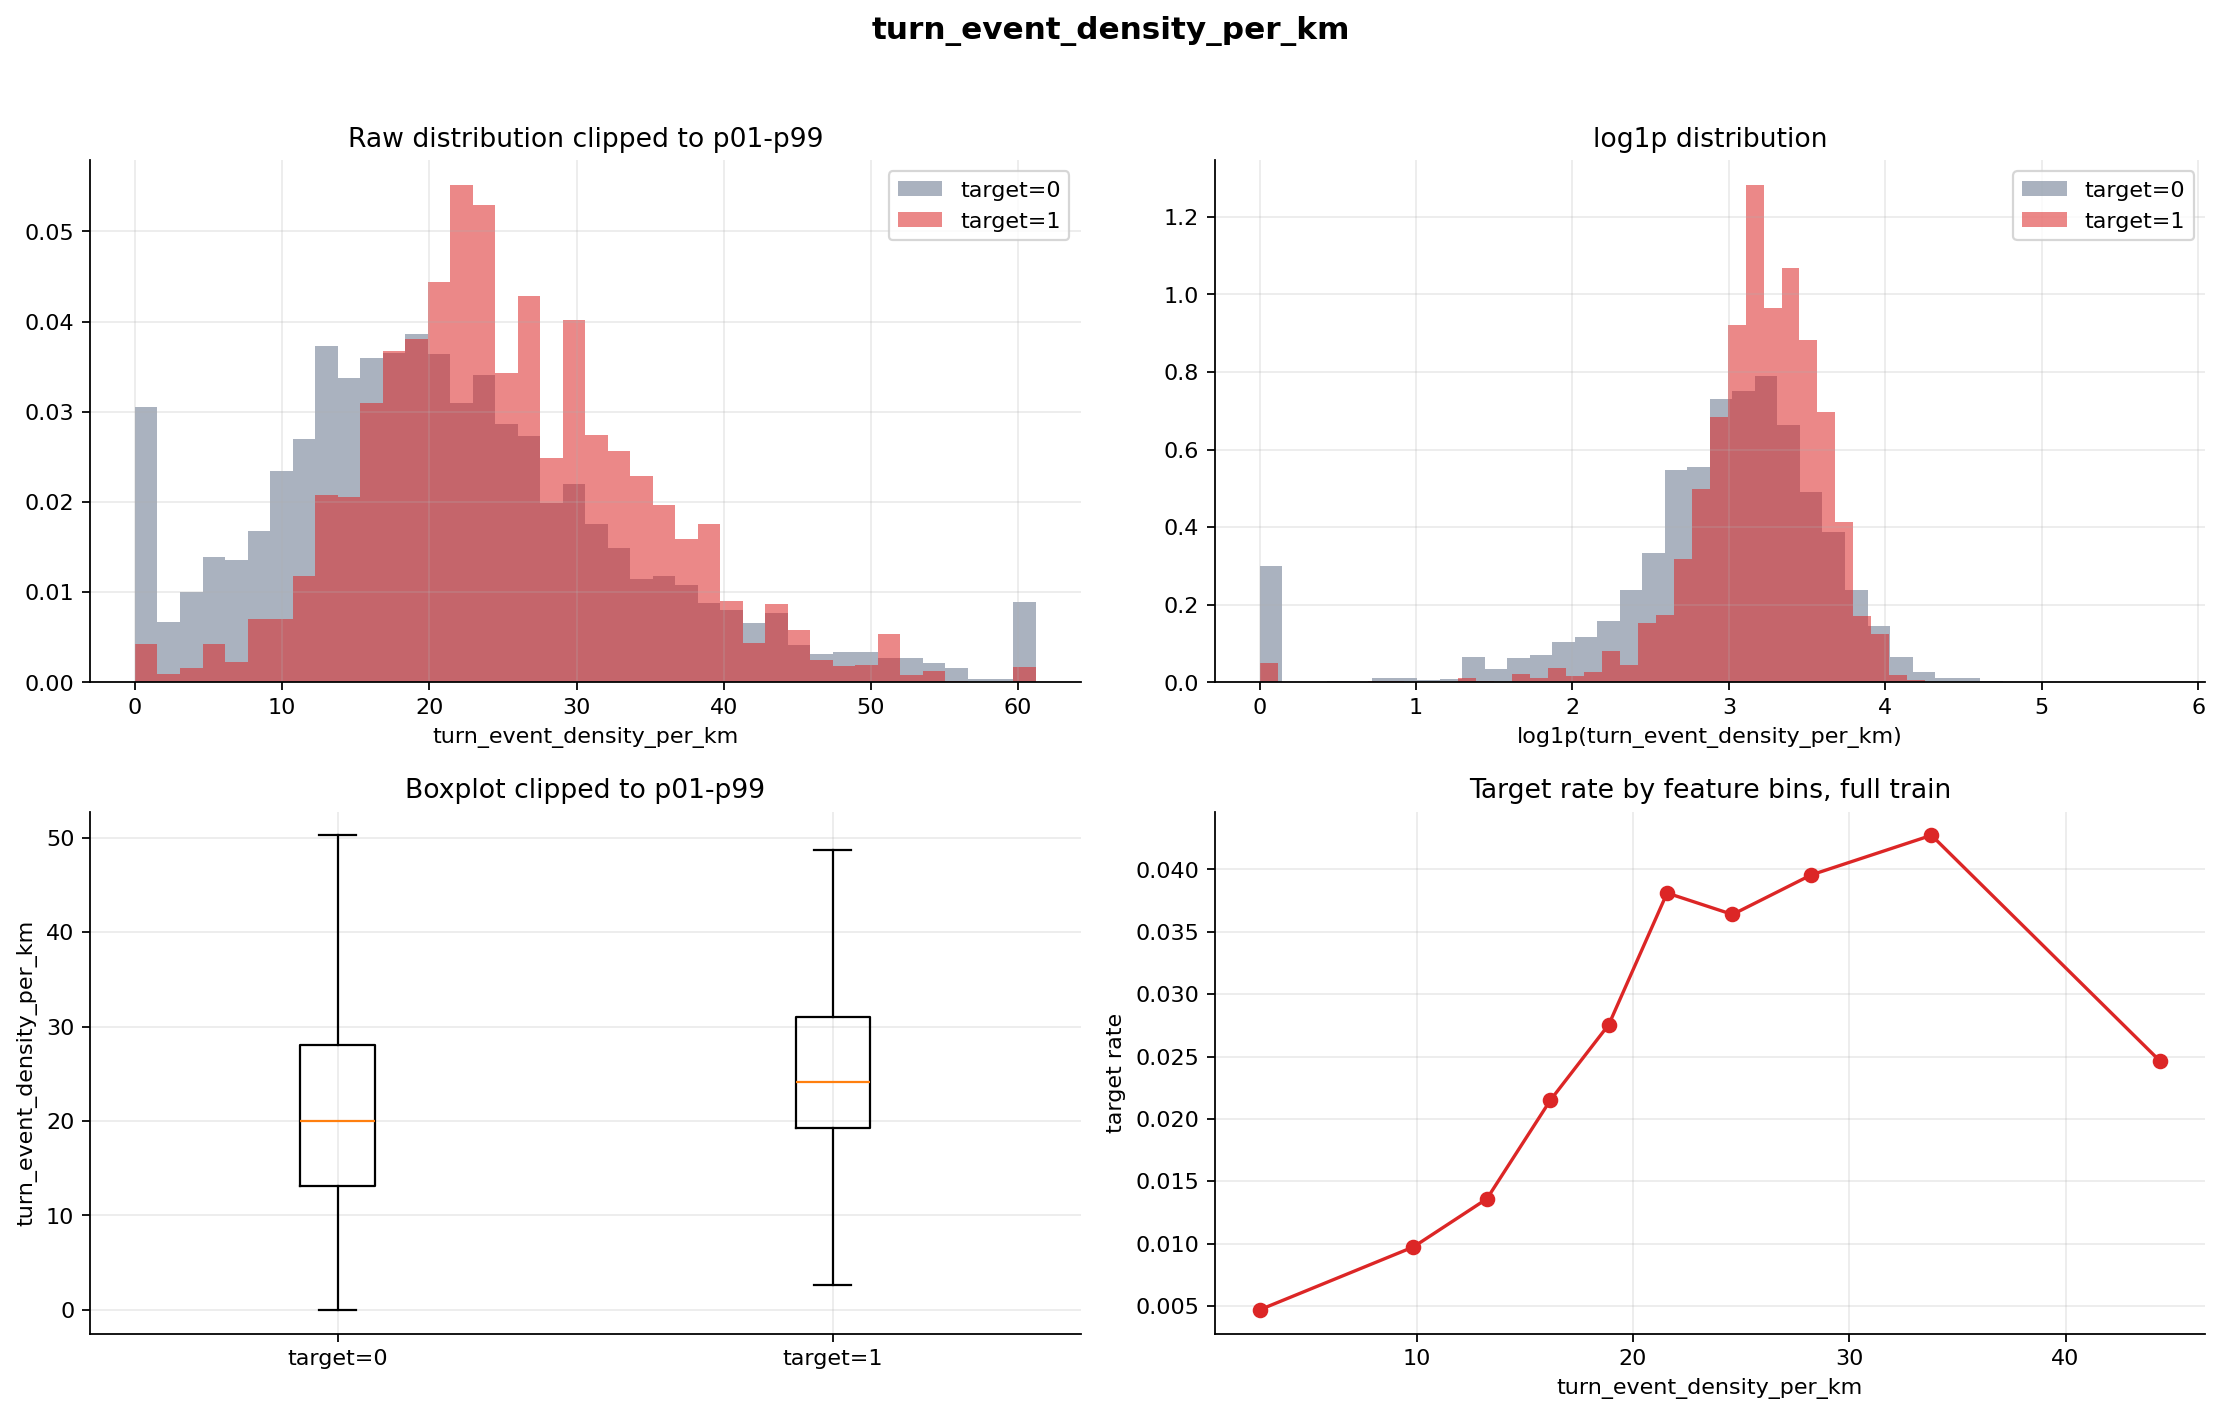 turn_event_density_per_km
Raw distribution clipped to p01-p99
0.05
0.04
0.03
0.02
0.01
0.00
target=0
target=1
0 10 20 30 40 50 60
turn_event_density_per_km
log1p distribution
1.2
1.0
0.8
0.6
0.4
0.2
0.0
target=0
target=1
0 1 2 3 4 5 6
log1p(turn_event_density_per_km)
Boxplot clipped to p01-p99
turn_event_density_per_km
50
40
30
20
10
0
target=0 target=1
Target rate by feature bins, full train
target rate
0.040
0.035
0.030
0.025
0.020
0.015
0.010
0.005
10 20 30 40
turn_event_density_per_km